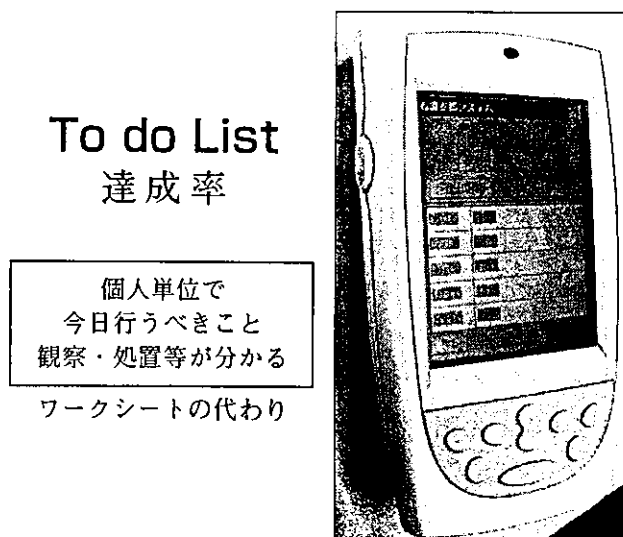 To do List
達成率
個人単位で
今日行うべきこと
観察・処置等が分かる
ワークシートの代わり